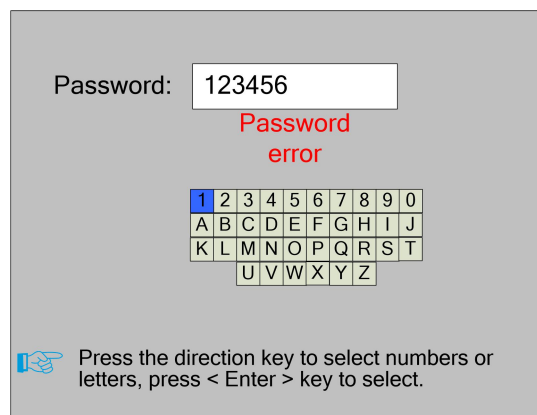 Password: 123456
Password
error
1 2 3 4 5 6 7 8 9 0
A B C D E F G H I J
K L M N O P Q R S T
U V W X Y Z
Press the direction key to select numbers or
letters, press < Enter > key to select.